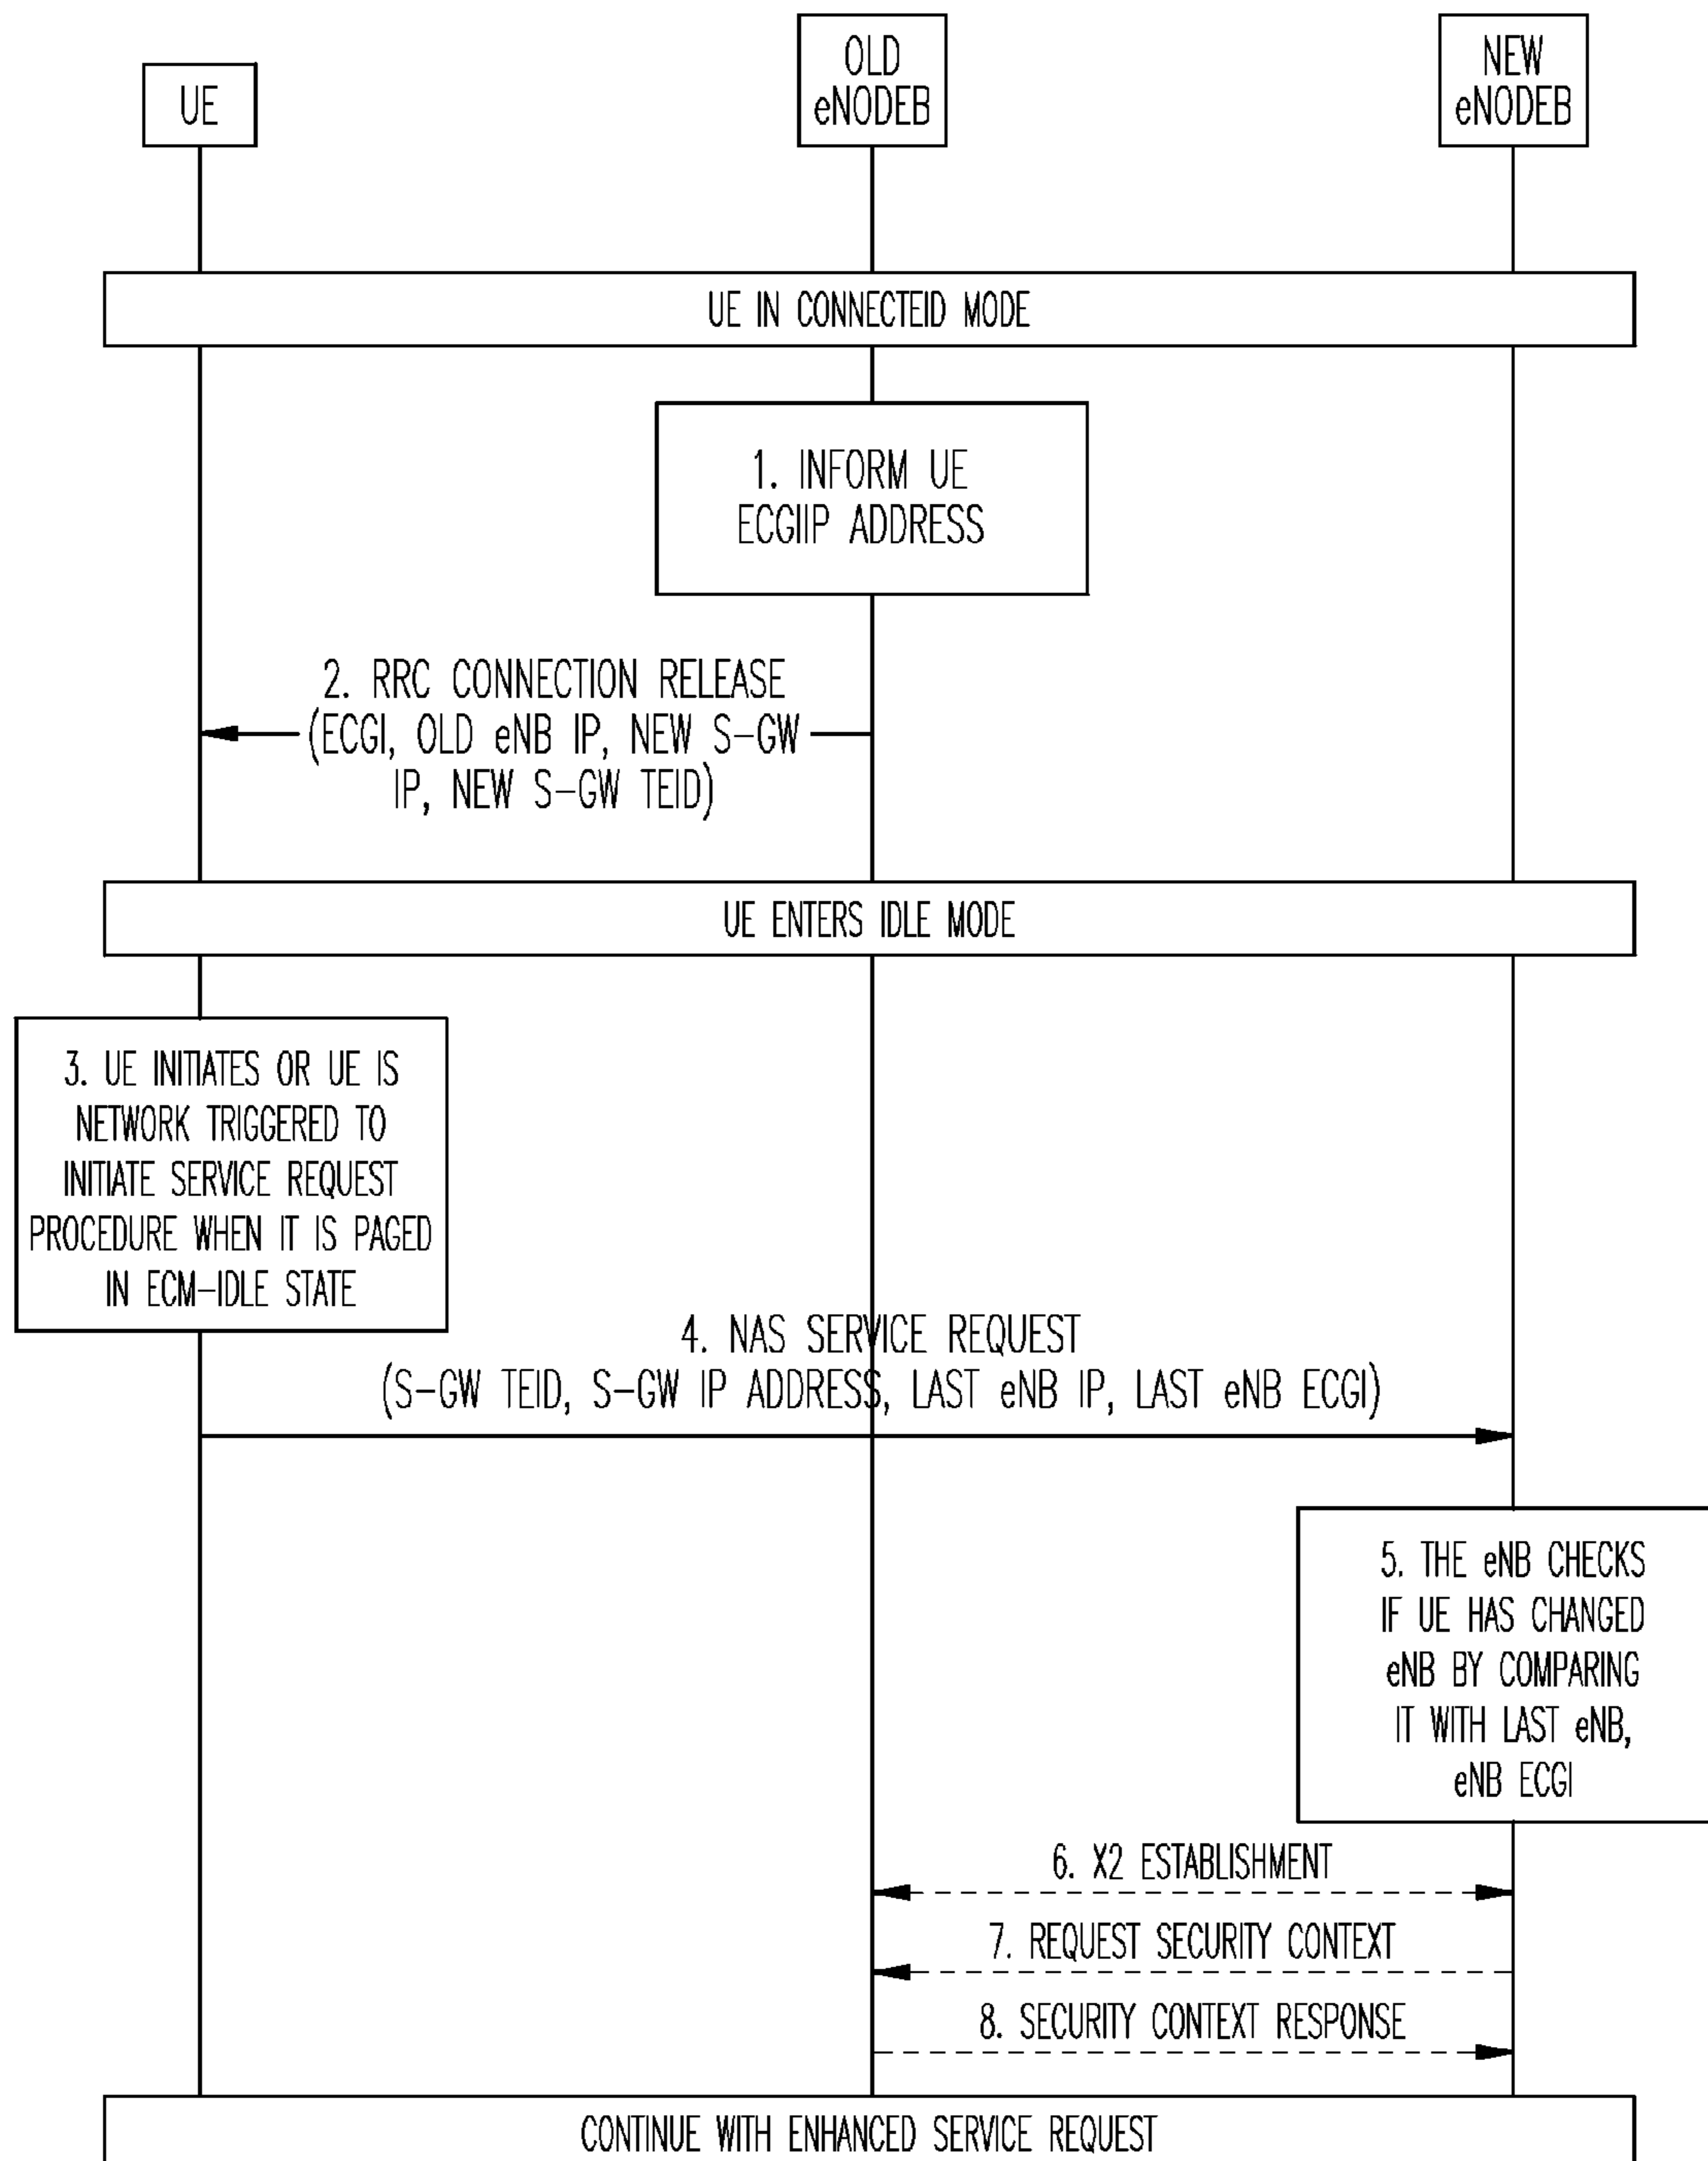 UE
OLD
eNODEB
NEW
eNODEB
UE IN CONNECTEID MODE
1. INFORM UE
ECGIIP ADDRESS
2. RRC CONNECTION RELEASE
(ECGI, OLD eNB IP, NEW S-GW
IP, NEW S-GW TEID)
UE ENTERS IDLE MODE
3. UE INITIATES OR UE IS
NETWORK TRIGGERED TO
INITIATE SERVICE REQUEST
PROCEDURE WHEN IT IS PAGED
IN ECM-IDLE STATE
4. NAS SERVICE REQUEST
(S-GW TEID, S-GW IP ADDRESS, LAST eNB IP, LAST eNB ECGI)
5. THE eNB CHECKS
IF UE HAS CHANGED
eNB BY COMPARING
IT WITH LAST eNB,
eNB ECGI
6. X2 ESTABLISHMENT
7. REQUEST SECURITY CONTEXT
8. SECURITY CONTEXT RESPONSE
CONTINUE WITH ENHANCED SERVICE REQUEST